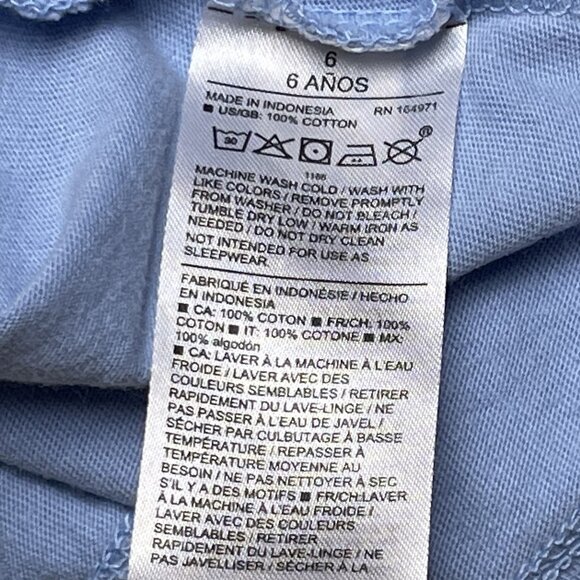 6
6 AÑOS
MADE IN INDONESIA RN 164971
■ US/GB: 100% COTTON
30
1166
MACHINE WASH COLD / WASH WITH
LIKE COLORS / REMOVE PROMPTLY
FROM WASHER / DO NOT BLEACH /
TUMBLE DRY LOW / WARM IRON AS
NEEDED / DO NOT DRY CLEAN
NOT INTENDED FOR USE AS
SLEEPWEAR
FABRIQUÉ EN INDONÉSIE / HECHO
EN INDONESIA
■ CA: 100% COTON ■ FR/CH: 100%
COTON ■ IT: 100% COTONE ■ MX:
100% algodón
■ CA: LAVER À LA MACHINE À L'EAU
FROIDE / LAVER AVEC DES
COULEURS SEMBLABLES / RETIRER
RAPIDEMENT DU LAVE-LINGE / NE
PAS PASSER À L'EAU DE JAVEL /
SÉCHER PAR CULBUTAGE À BASSE
TEMPÉRATURE / REPASSER À
TEMPÉRATURE MOYENNE AU
BESOIN / NE PAS NETTOYER À SEC
S'IL Y A DES MOTIFS ■ FR/CH:LAVER
À LA MACHINE À L'EAU FROIDE /
LAVER AVEC DES COULEURS
SEMBLABLES / RETIRER
RAPIDEMENT DU LAVE-LINGE / NE
PAS JAVELLISER / SÉCHER À LA